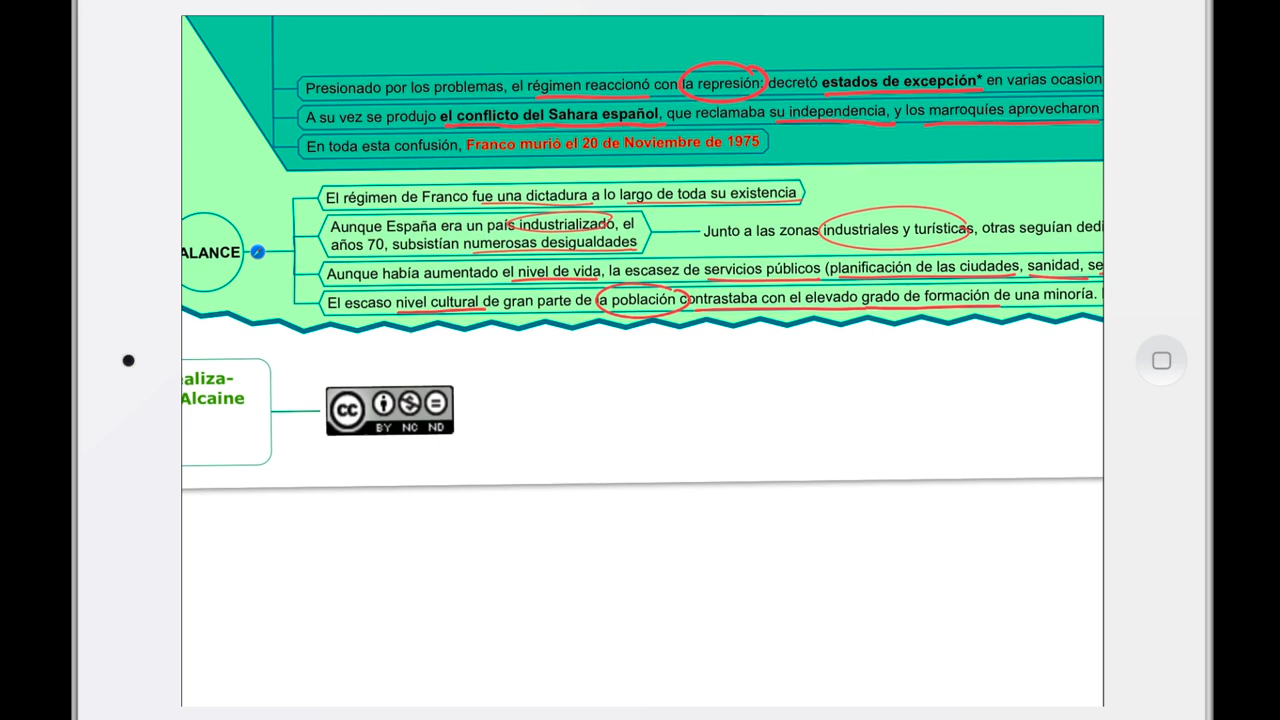 Presionado por los problemas, el régimen reaccionó con la represión: decretó estados de excepción* en varias ocasion
A su vez se produjo el conflicto del Sahara español, que reclamaba su independencia, y los marroquíes aprovecharon
En toda esta confusión, Franco murió el 20 de Noviembre de 1975
El régimen de Franco fue una dictadura a lo largo de toda su existencia
Aunque España era un país industrializado, el
años 70, subsistían numerosas desigualdades
Junto a las zonas industriales y turísticas, otras seguían dedi
ALANCE
Aunque había aumentado el nivel de vida, la escasez de servicios públicos (planificación de las ciudades, sanidad, se
El escaso nivel cultural de gran parte de la población contrastaba con el elevado grado de formación de una minoría.
ealiza-
Alcaine
cc
BY NC ND